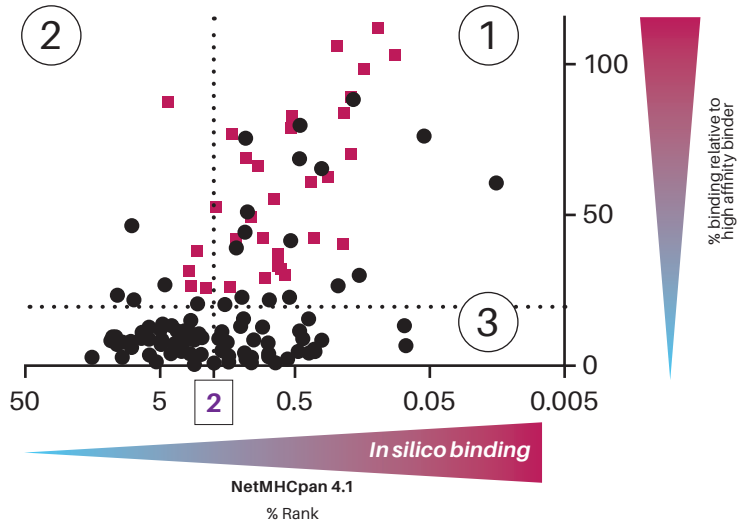 2
1
100
50
3
0
% binding relative to
high affinity binder
50
5
2
0.5
0.05
0.005
In silico binding
NetMHCpan 4.1
% Rank